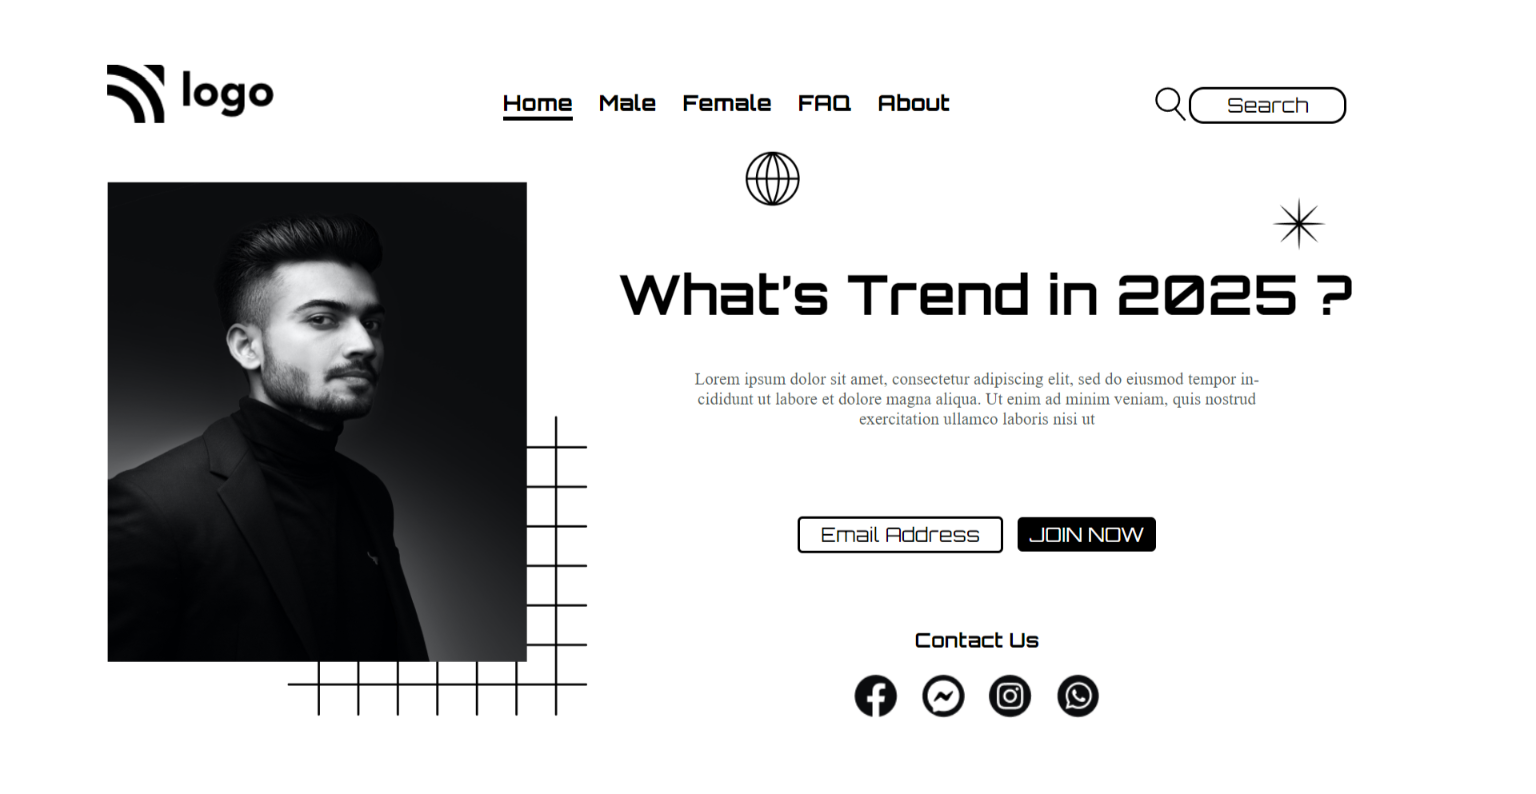 logo
Home Male Female FAQ About
Search
What's Trend in 2025 ?
Lorem ipsum dolor sit amet, consectetur adipiscing elit, sed do eiusmod tempor in-
cididunt ut labore et dolore magna aliqua. Ut enim ad minim veniam, quis nostrud
exercitation ullamco laboris nisi ut
Email Address
JOIN NOW
Contact Us